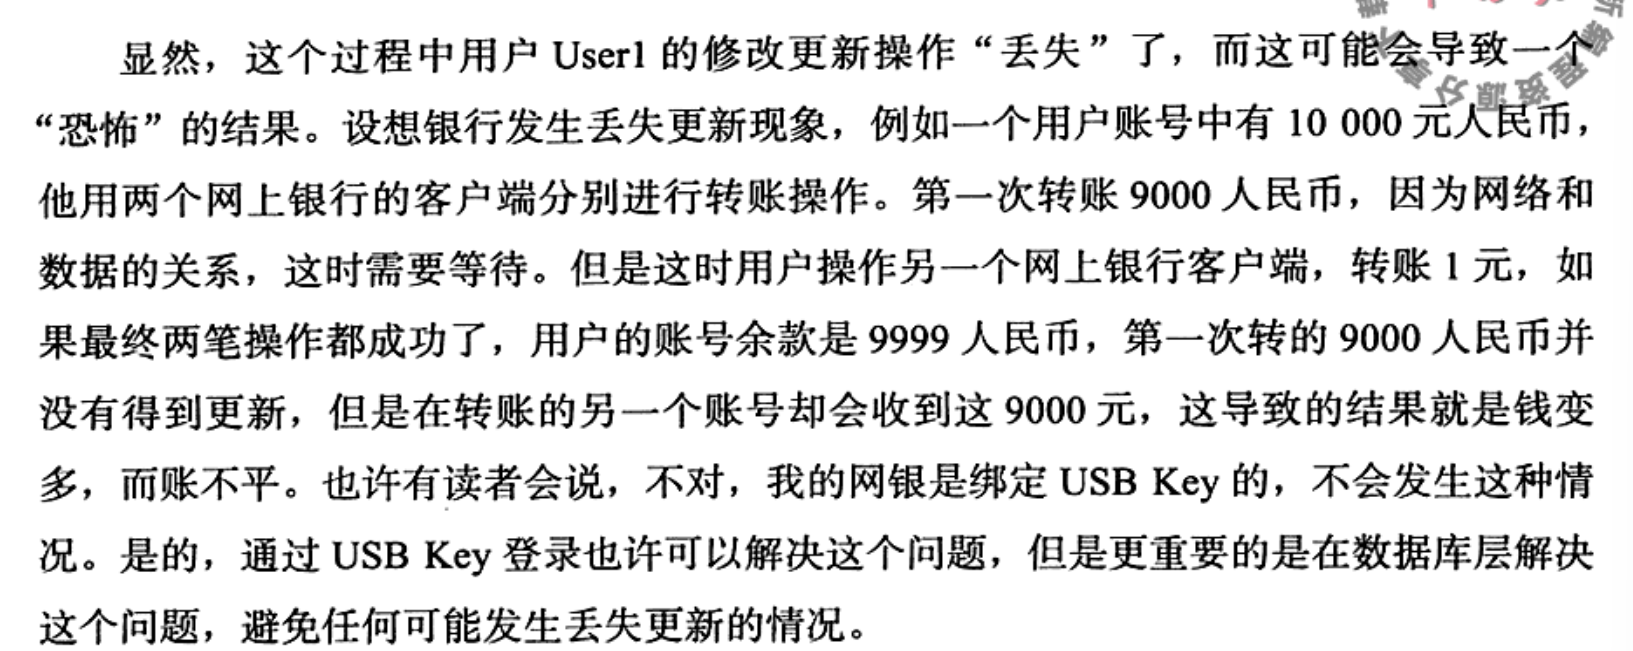 显然，这个过程中用户 User1 的修改更新操作“丢失”了，而这可能会导致一个
“恐怖”的结果。设想银行发生丢失更新现象，例如一个用户账号中有 10 000 元人民币，
他用两个网上银行的客户端分别进行转账操作。第一次转账 9000 人民币，因为网络和
数据的关系，这时需要等待。但是这时用户操作另一个网上银行客户端，转账 1 元，如
果最终两笔操作都成功了，用户的账号余款是 9999 人民币，第一次转的 9000 人民币并
没有得到更新，但是在转账的另一个账号却会收到这 9000 元，这导致的结果就是钱变
多，而账不平。也许有读者会说，不对，我的网银是绑定 USB Key 的，不会发生这种情
况。是的，通过 USB Key 登录也许可以解决这个问题，但是更重要的是在数据库层解决
这个问题，避免任何可能发生丢失更新的情况。
编程资源分享